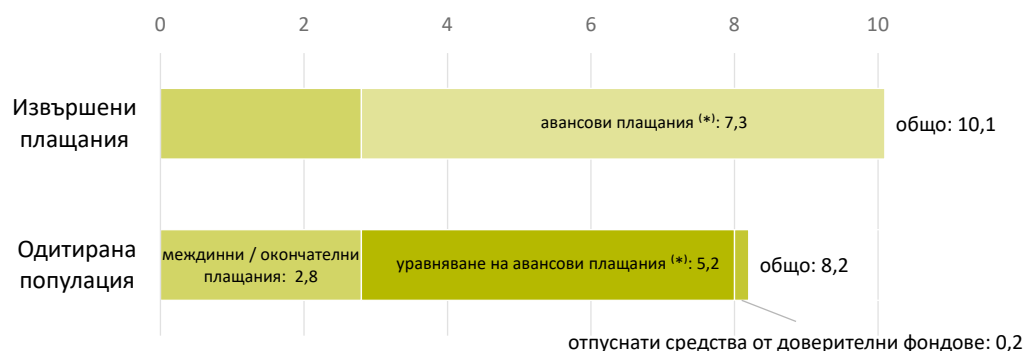 0 2 4 6 8 10
Извършени
плащания
авансови плащания (*): 7,3
общо: 10,1
Одитирана
популация
междинни / окончателни
плащания: 2,8
уравняване на авансови плащания (*): 5,2
общо: 8,2
отпуснати средства от доверителни фондове: 0,2